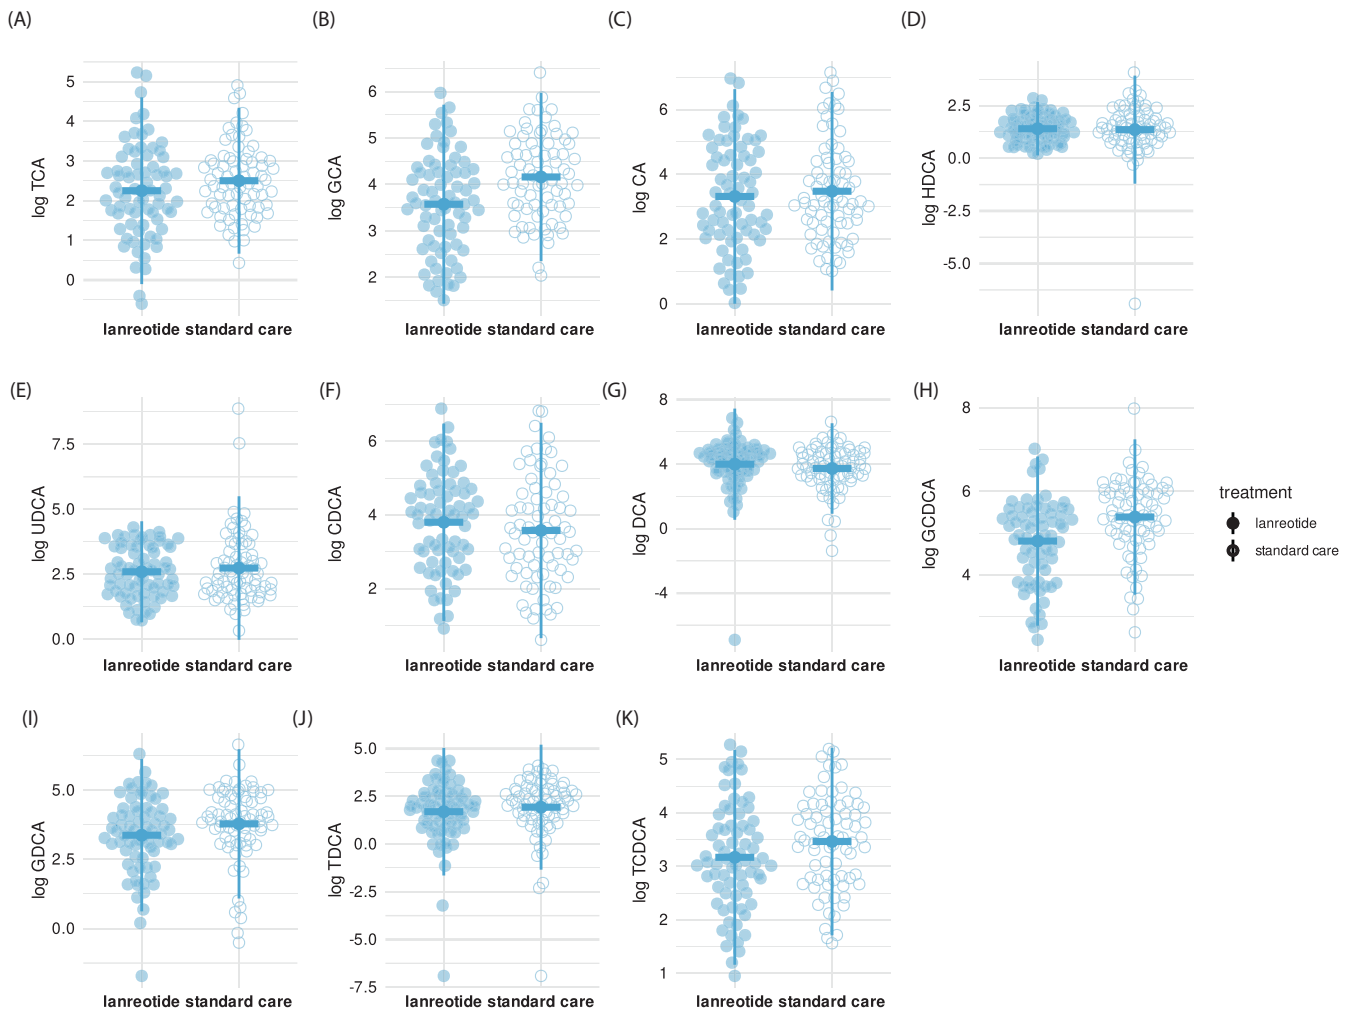 (A)
(B)
(C)
(D)
log TCA
5
4
3
2
1
0
lanreotide standard care
log GCA
6
5
4
3
2
lanreotide standard care
log CA
6
4
2
0
lanreotide standard care
log HDCA
2.5
0.0
-2.5
-5.0
lanreotide standard care
(E)
(F)
(G)
(H)
log UDCA
7.5
5.0
2.5
0.0
lanreotide standard care
log CDCA
6
4
2
lanreotide standard care
log DCA
8
4
0
-4
lanreotide standard care
log GCDCA
8
6
4
lanreotide standard care
treatment
lanreotide
standard care
(I)
(J)
(K)
log GDCA
5.0
2.5
0.0
lanreotide standard care
log TDCA
5.0
2.5
0.0
-2.5
-5.0
-7.5
lanreotide standard care
log TCDCA
5
4
3
2
1
lanreotide standard care